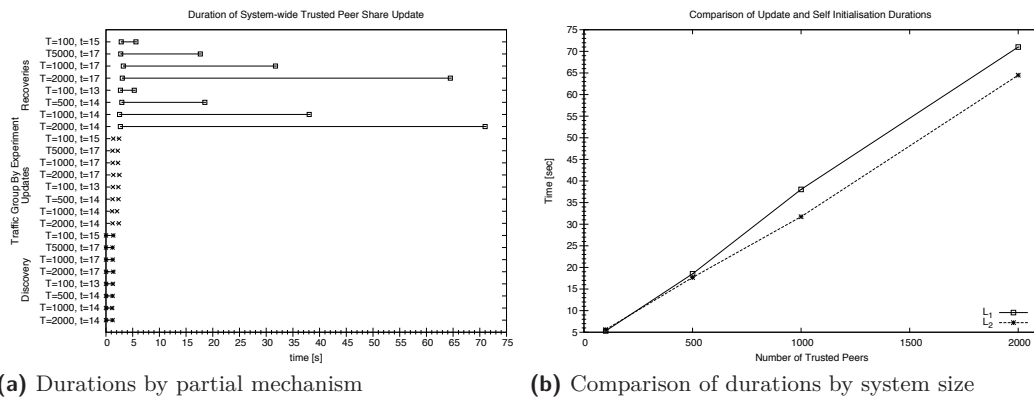 Duration of System-wide Trusted Peer Share Update
Traffic Group By Experiment
Recoveries
Updates
Discovery
T=100, t=15
T5000, t=17
T=1000, t=17
T=2000, t=17
T=100, t=13
T=500, t=14
T=1000, t=14
T=2000, t=14
T=100, t=15
T5000, t=17
T=1000, t=17
T=2000, t=17
T=100, t=13
T=500, t=14
T=1000, t=14
T=2000, t=14
T=100, t=15
T5000, t=17
T=1000, t=17
T=2000, t=17
T=100, t=13
T=500, t=14
T=1000, t=14
T=2000, t=14
0 5 10 15 20 25 30 35 40 45 50 55 60 65 70 75
time [s]
(a) Durations by partial mechanism
Comparison of Update and Self Initialisation Durations
Time [sec]
75
70
65
60
55
50
45
40
35
30
25
20
15
10
5
0 500 1000 1500 2000
Number of Trusted Peers
L1
L2
(b) Comparison of durations by system size